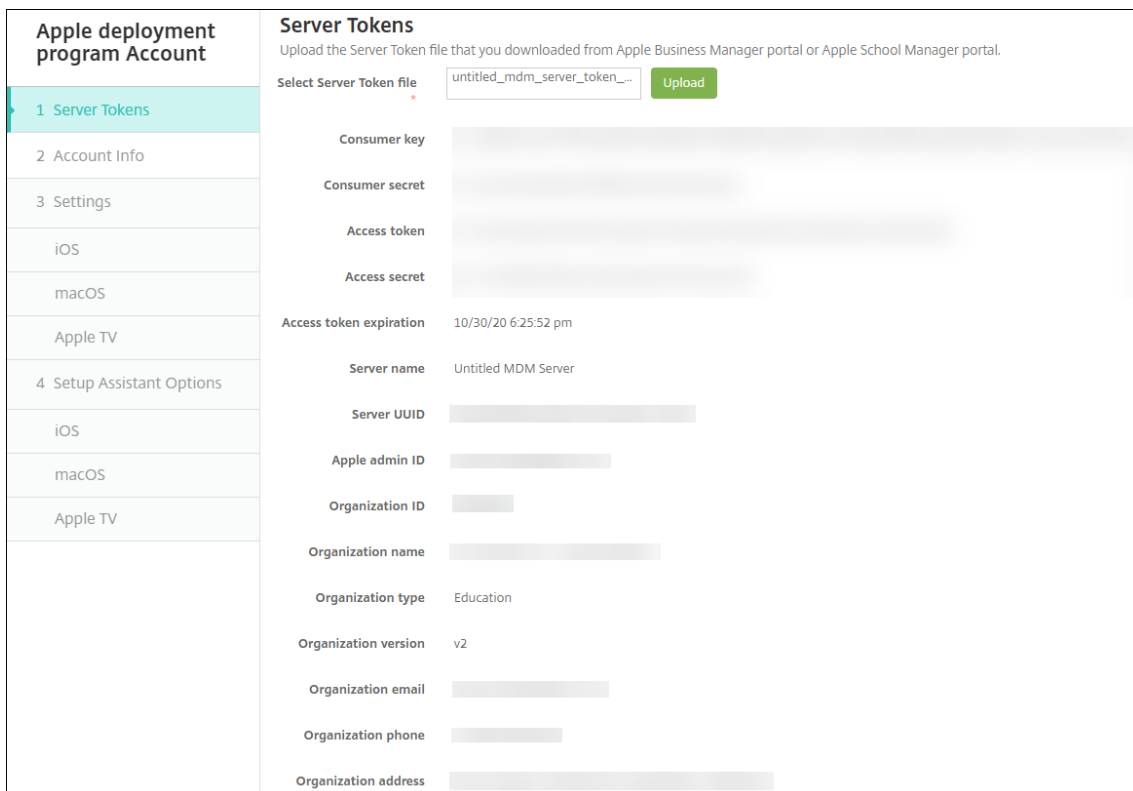 Apple deployment
program Account
1 Server Tokens
2 Account Info
3 Settings
iOS
macOS
Apple TV
4 Setup Assistant Options
iOS
macOS
Apple TV
Server Tokens
Upload the Server Token file that you downloaded from Apple Business Manager portal or Apple School Manager portal.
Select Server Token file untitled_mdm_server_token_... Upload
*
Consumer key
Consumer secret
Access token
Access secret
Access token expiration 10/30/20 6:25:52 pm
Server name Untitled MDM Server
Server UUID
Apple admin ID
Organization ID
Organization name
Organization type Education
Organization version v2
Organization email
Organization phone
Organization address